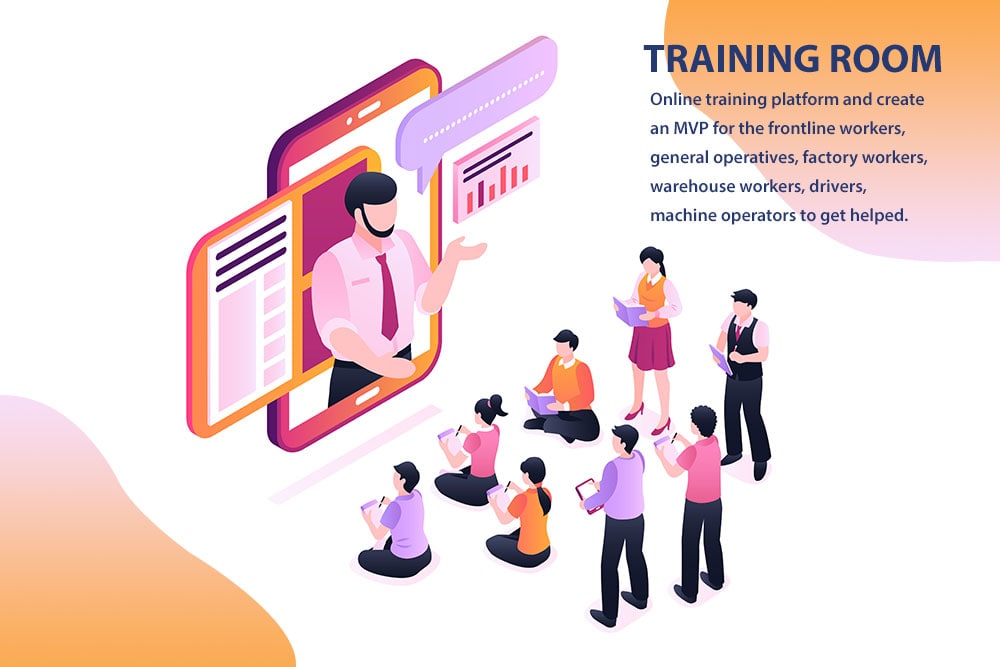 TRAINING ROOM
Online training platform and create
an MVP for the frontline workers,
general operatives, factory workers,
warehouse workers, drivers,
machine operators to get helped.